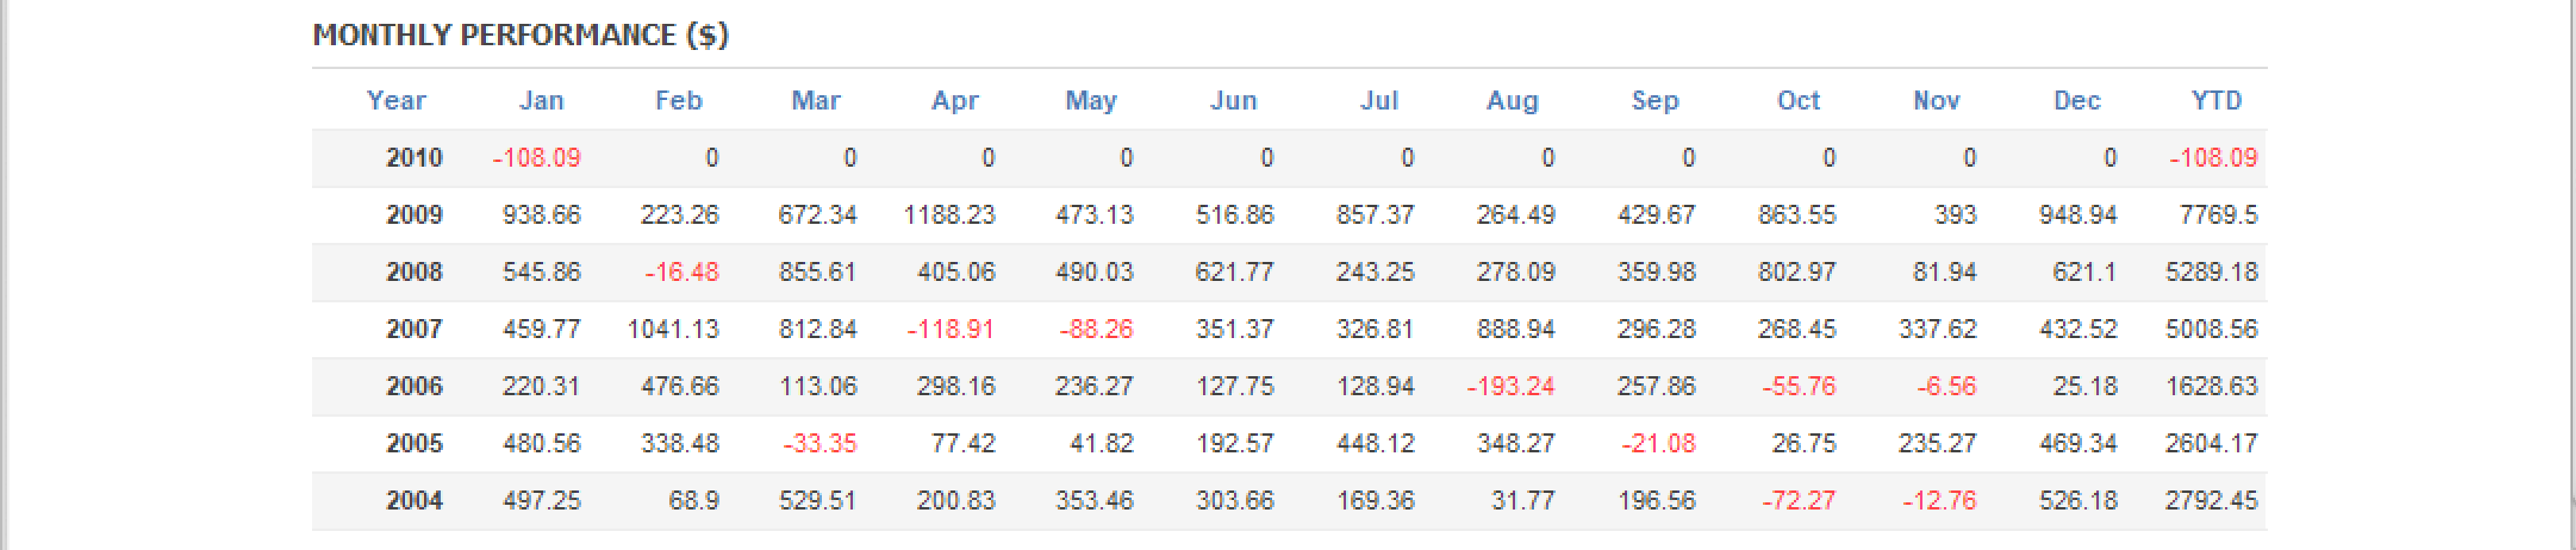 MONTHLY PERFORMANCE ($)
Year Jan Feb Mar Apr May Jun Jul Aug Sep Oct Nov Dec YTD
2010 -108.09 0 0 0 0 0 0 0 0 0 0 0 -108.09
2009 938.66 223.26 672.34 1188.23 473.13 516.86 857.37 264.49 429.67 863.55 393 948.94 7769.5
2008 545.86 -16.48 855.61 405.06 490.03 621.77 243.25 278.09 359.98 802.97 81.94 621.1 5289.18
2007 459.77 1041.13 812.84 -118.91 -88.26 351.37 326.81 888.94 296.28 268.45 337.62 432.52 5008.56
2006 220.31 476.66 113.06 298.16 236.27 127.75 128.94 -193.24 257.86 -55.76 -6.56 25.18 1628.63
2005 480.56 338.48 -33.35 77.42 41.82 192.57 448.12 348.27 -21.08 26.75 235.27 469.34 2604.17
2004 497.25 68.9 529.51 200.83 353.46 303.66 169.36 31.77 196.56 -72.27 -12.76 526.18 2792.45